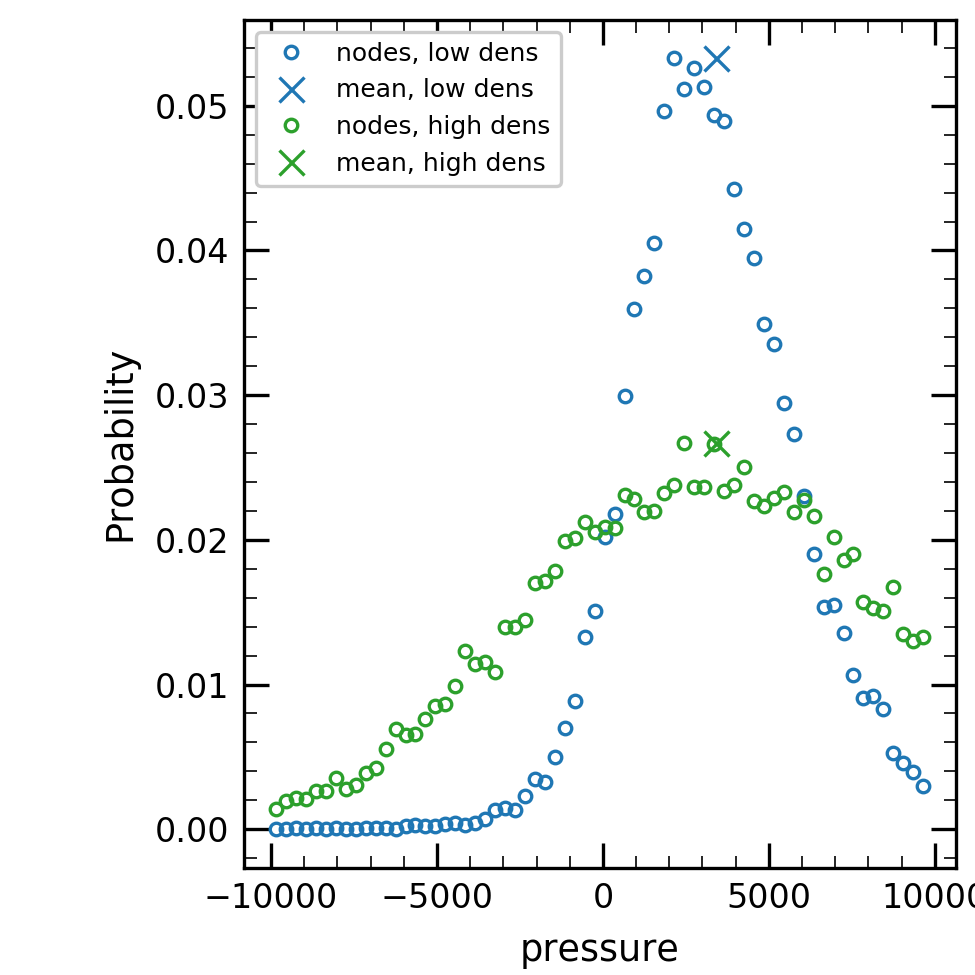 nodes, low dens
mean, low dens
nodes, high dens
mean, high dens
0.05
0.04
0.03
0.02
0.01
0.00
Probability
−10000 −5000 0 5000 10000
pressure